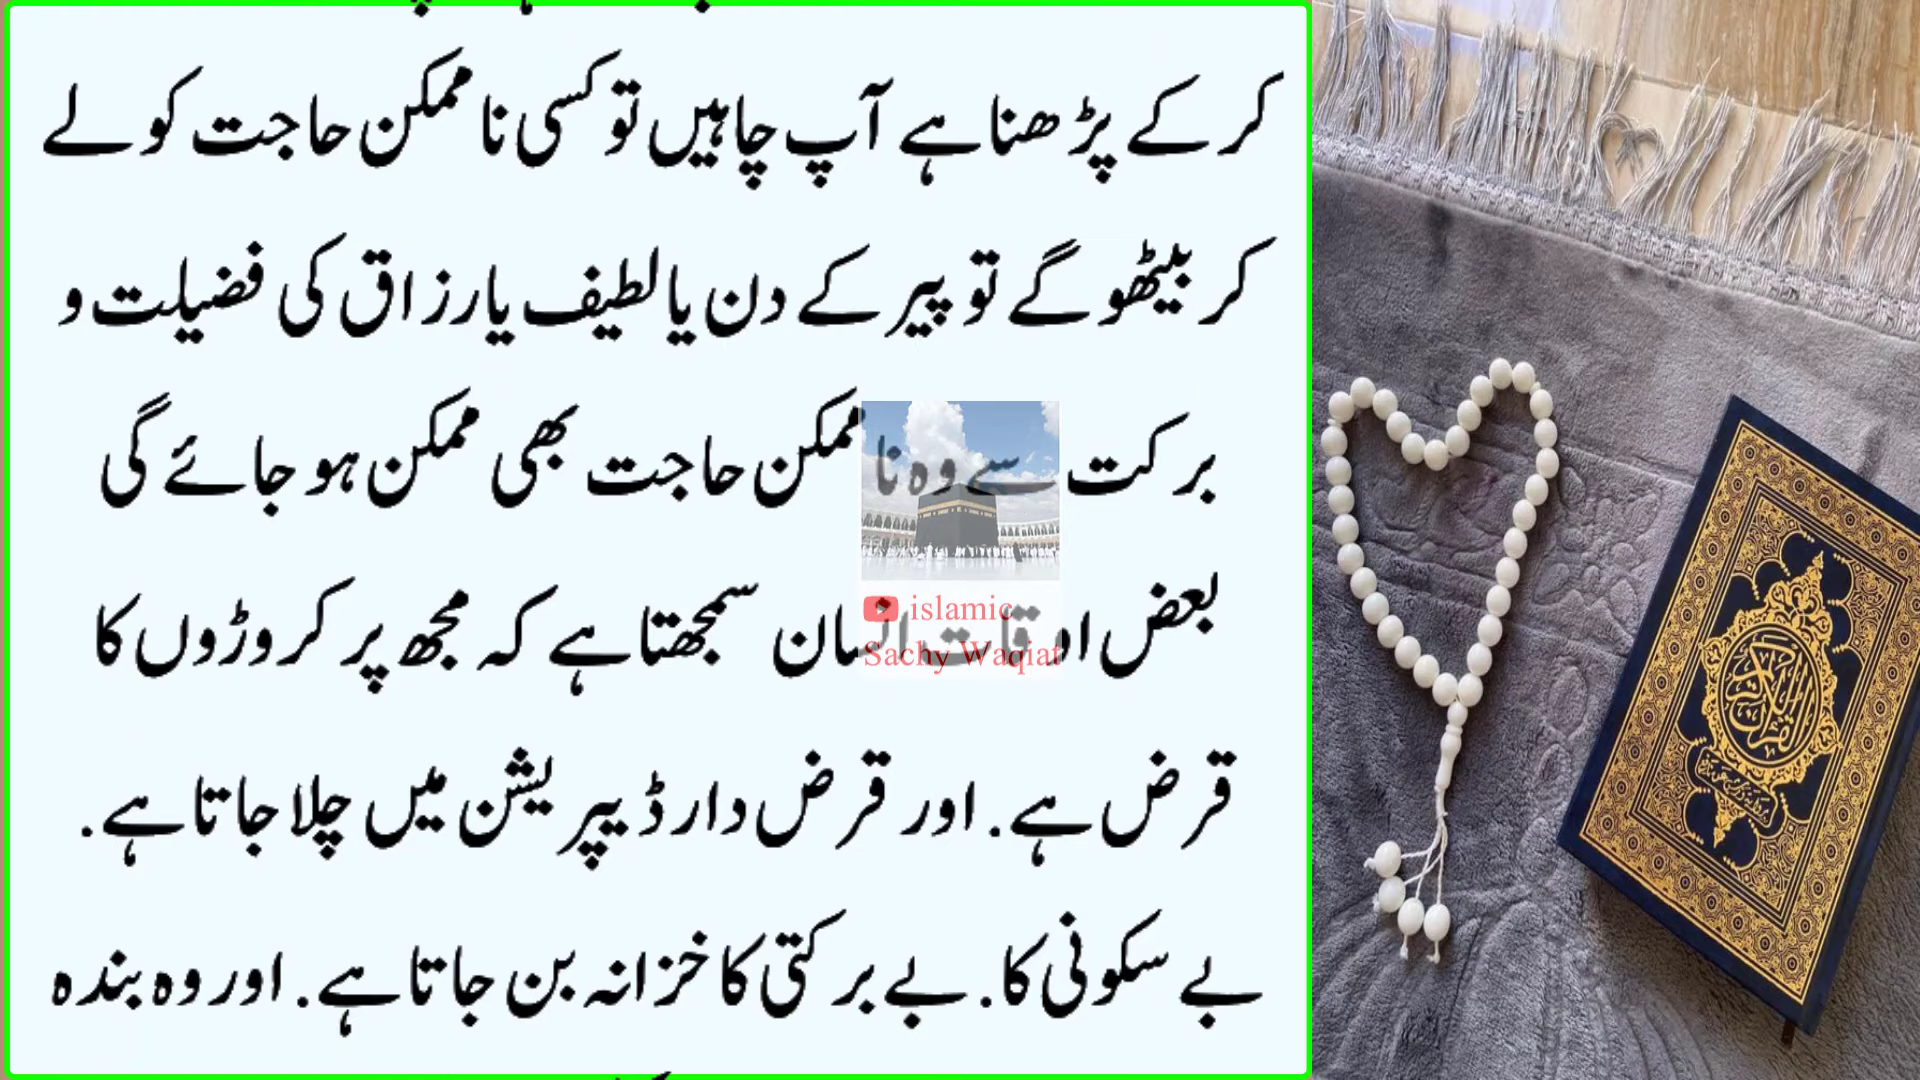 کر کے پڑھنا ہے آپ چاہیں تو کسی نا ممکن حاجت کو لے
کر بیٹھو گے تو پیر کے دن یا لطیف یا رزاق کی فضیلت و
برکت سے وہ نا ممکن حاجت بھی ممکن ہو جائے گی
بعض اوقات انسان سمجھتا ہے کہ مجھ پر کروڑوں کا
قرض ہے. اور قرض دار ڈیپریشن میں چلا جاتا ہے.
بے سکونی کا. بے برکتی کا خزانہ بن جاتا ہے. اور وہ بندہ
islamic
Sachy Waqiat
القرآن الكريم